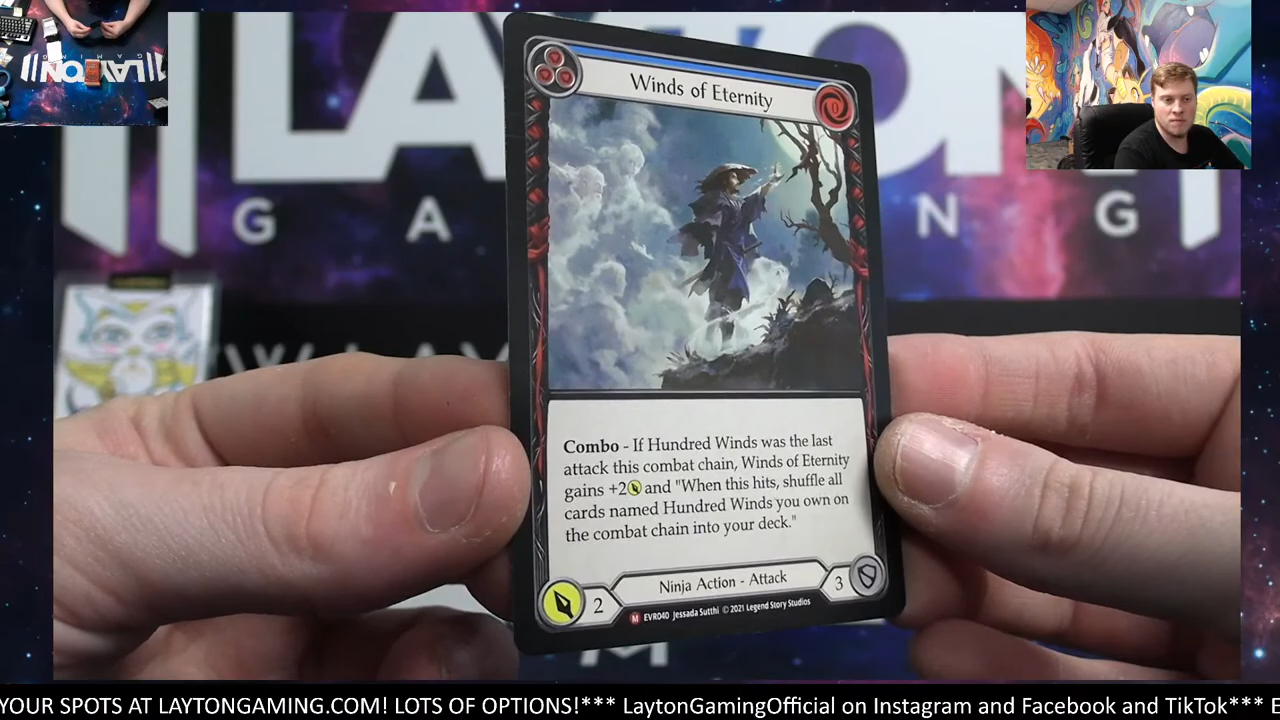 LAYTON
GAMING
Winds of Eternity
0
G A N G
Combo - If Hundred Winds was the last
attack this combat chain, Winds of Eternity
gains +2 and "When this hits, shuffle all
cards named Hundred Winds you own on
the combat chain into your deck."
2
Ninja Action - Attack
3
M EVR040 Jessada Sutthi © 2021 Legend Story Studios
YOUR SPOTS AT LAYTONGAMING.COM! LOTS OF OPTIONS!*** LaytonGamingOfficial on Instagram and Facebook and TikTok*** E